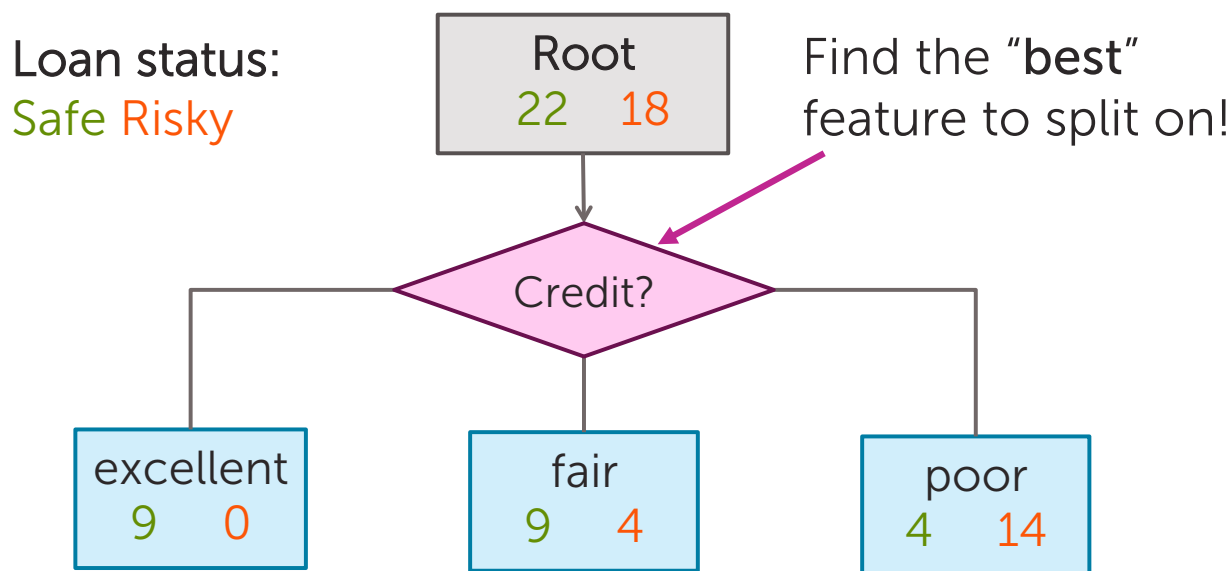 Loan status:
Safe Risky
Root
22 18
Find the “best”
feature to split on!
Credit?
excellent
9 0
fair
9 4
poor
4 14